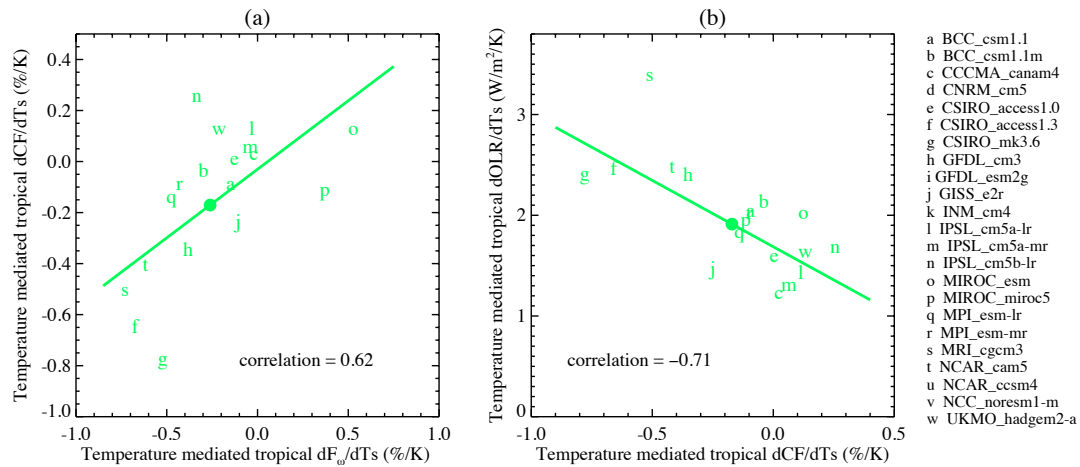 (a)
Temperature mediated tropical dCF/dTs (%/K)
0.4
0.2
0.0
-0.2
-0.4
-0.6
-0.8
-1.0
n
w
l
o
m
c
e
b
r
a
p
q
j
h
t
s
f
g
correlation = 0.62
-1.0 -0.5 0.0 0.5 1.0
Temperature mediated tropical dFω/dTs (%/K)
(b)
Temperature mediated tropical dOLR/dTs (W/m²/K)
3
2
1
0
s
t
f
g
h
b
a
o
p
q
n
w
e
j
l
m
c
correlation = −0.71
-1.0 -0.5 0.0 0.5
Temperature mediated tropical dCF/dTs (%/K)
a BCC_csm1.1
b BCC_csm1.1m
c CCCMA_canam4
d CNRM_cm5
e CSIRO_access1.0
f CSIRO_access1.3
g CSIRO_mk3.6
h GFDL_cm3
i GFDL_esm2g
j GISS_e2r
k INM_cm4
l IPSL_cm5a-lr
m IPSL_cm5a-mr
n IPSL_cm5b-lr
o MIROC_esm
p MIROC_miroc5
q MPI_esm-lr
r MPI_esm-mr
s MRI_cgcm3
t NCAR_cam5
u NCAR_ccsm4
v NCC_noresm1-m
w UKMO_hadgem2-a